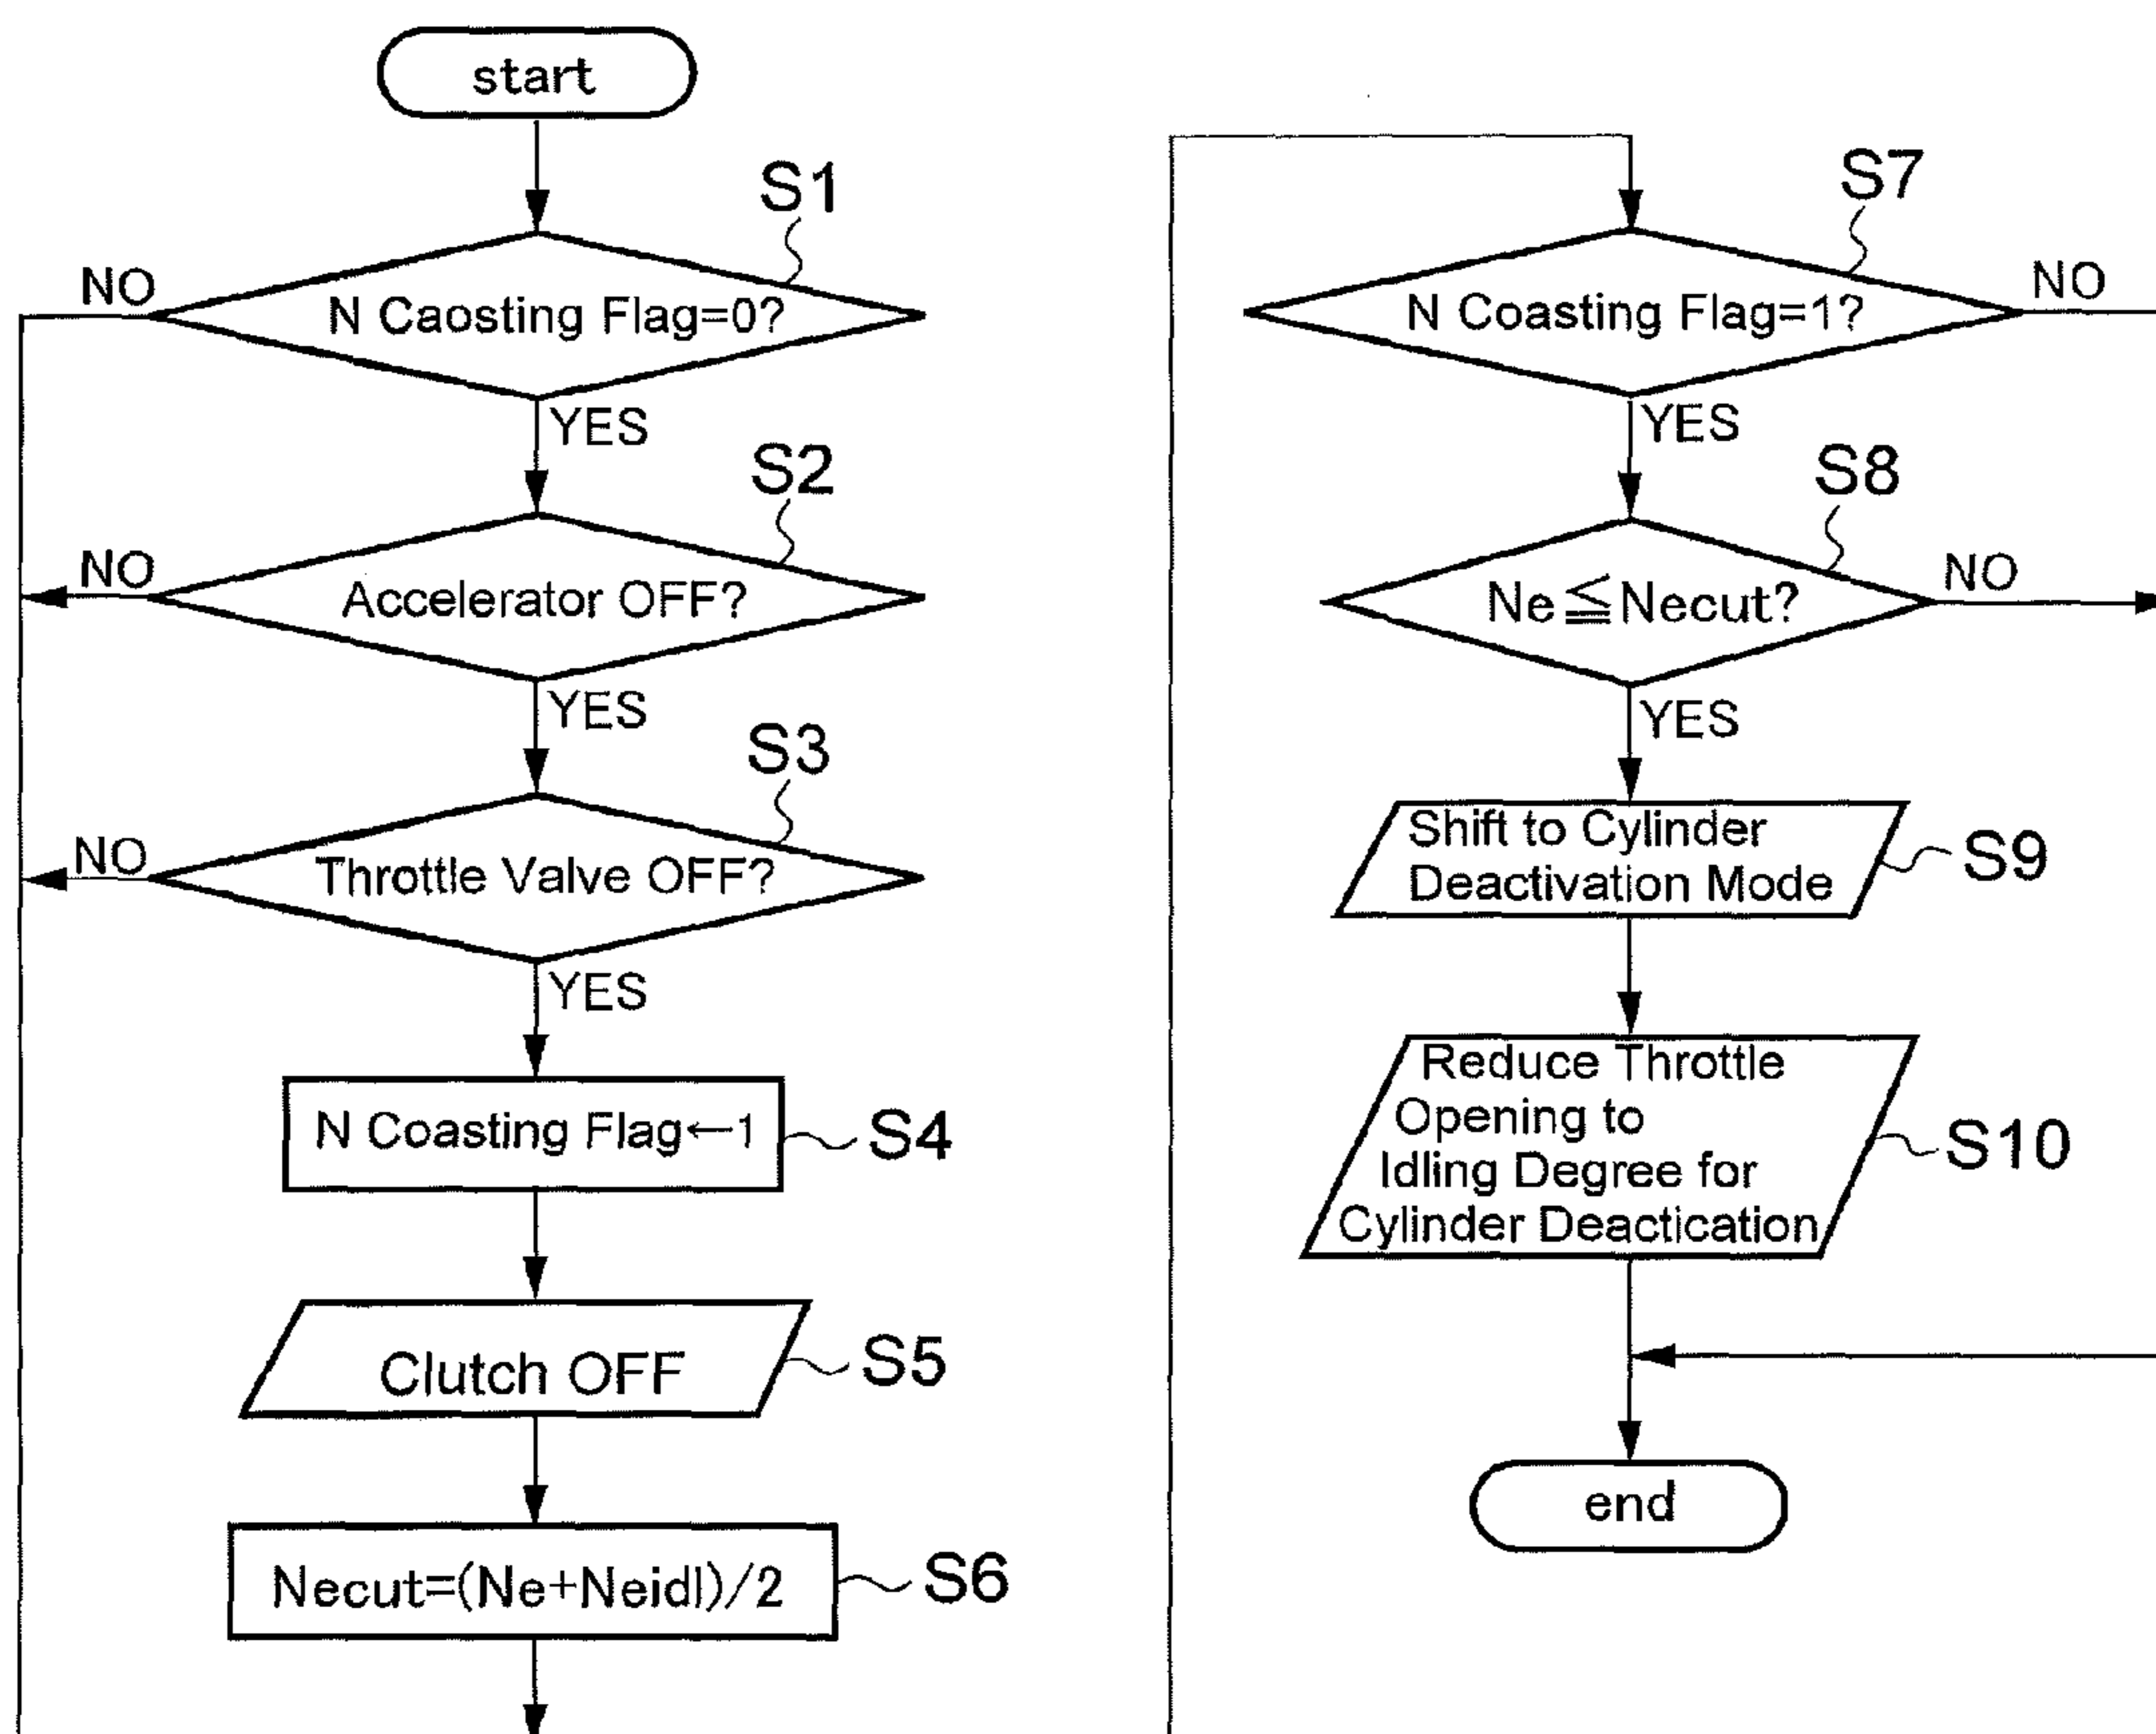 start
S1
NO
N Caosting Flag=0?
YES
S2
NO
Accelerator OFF?
YES
S3
NO
Throttle Valve OFF?
YES
N Coasting Flag←1
S4
Clutch OFF
S5
Necut=(Ne+Neidl)/2
S6
S7
NO
N Coasting Flag=1?
YES
S8
NO
Ne≦Necut?
YES
Shift to Cylinder
Deactivation Mode
S9
Reduce Throttle
Opening to
Idling Degree for
Cylinder Deactication
S10
end